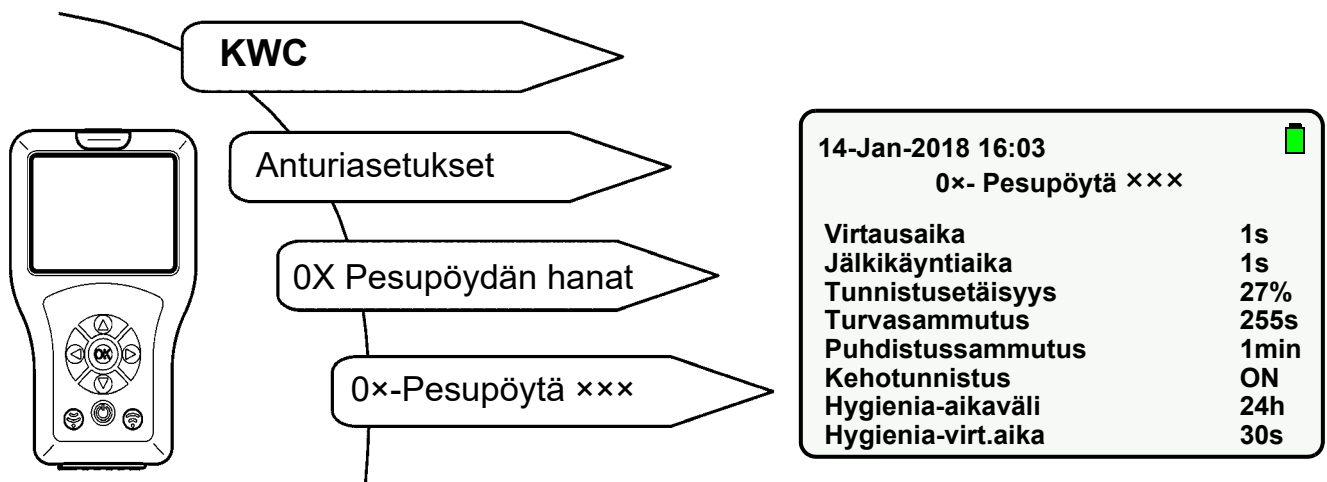 KWC
Anturiasetukset
0X Pesupöydän hanat
0×-Pesupöytä ×××
OK
14-Jan-2018 16:03
0×- Pesupöytä ×××
Virtausaika 1s
Jälkikäyntiaika 1s
Tunnistusetäisyys 27%
Turvasammutus 255s
Puhdistussammutus 1min
Kehotunnistus ON
Hygienia-aikaväli 24h
Hygienia-virt.aika 30s